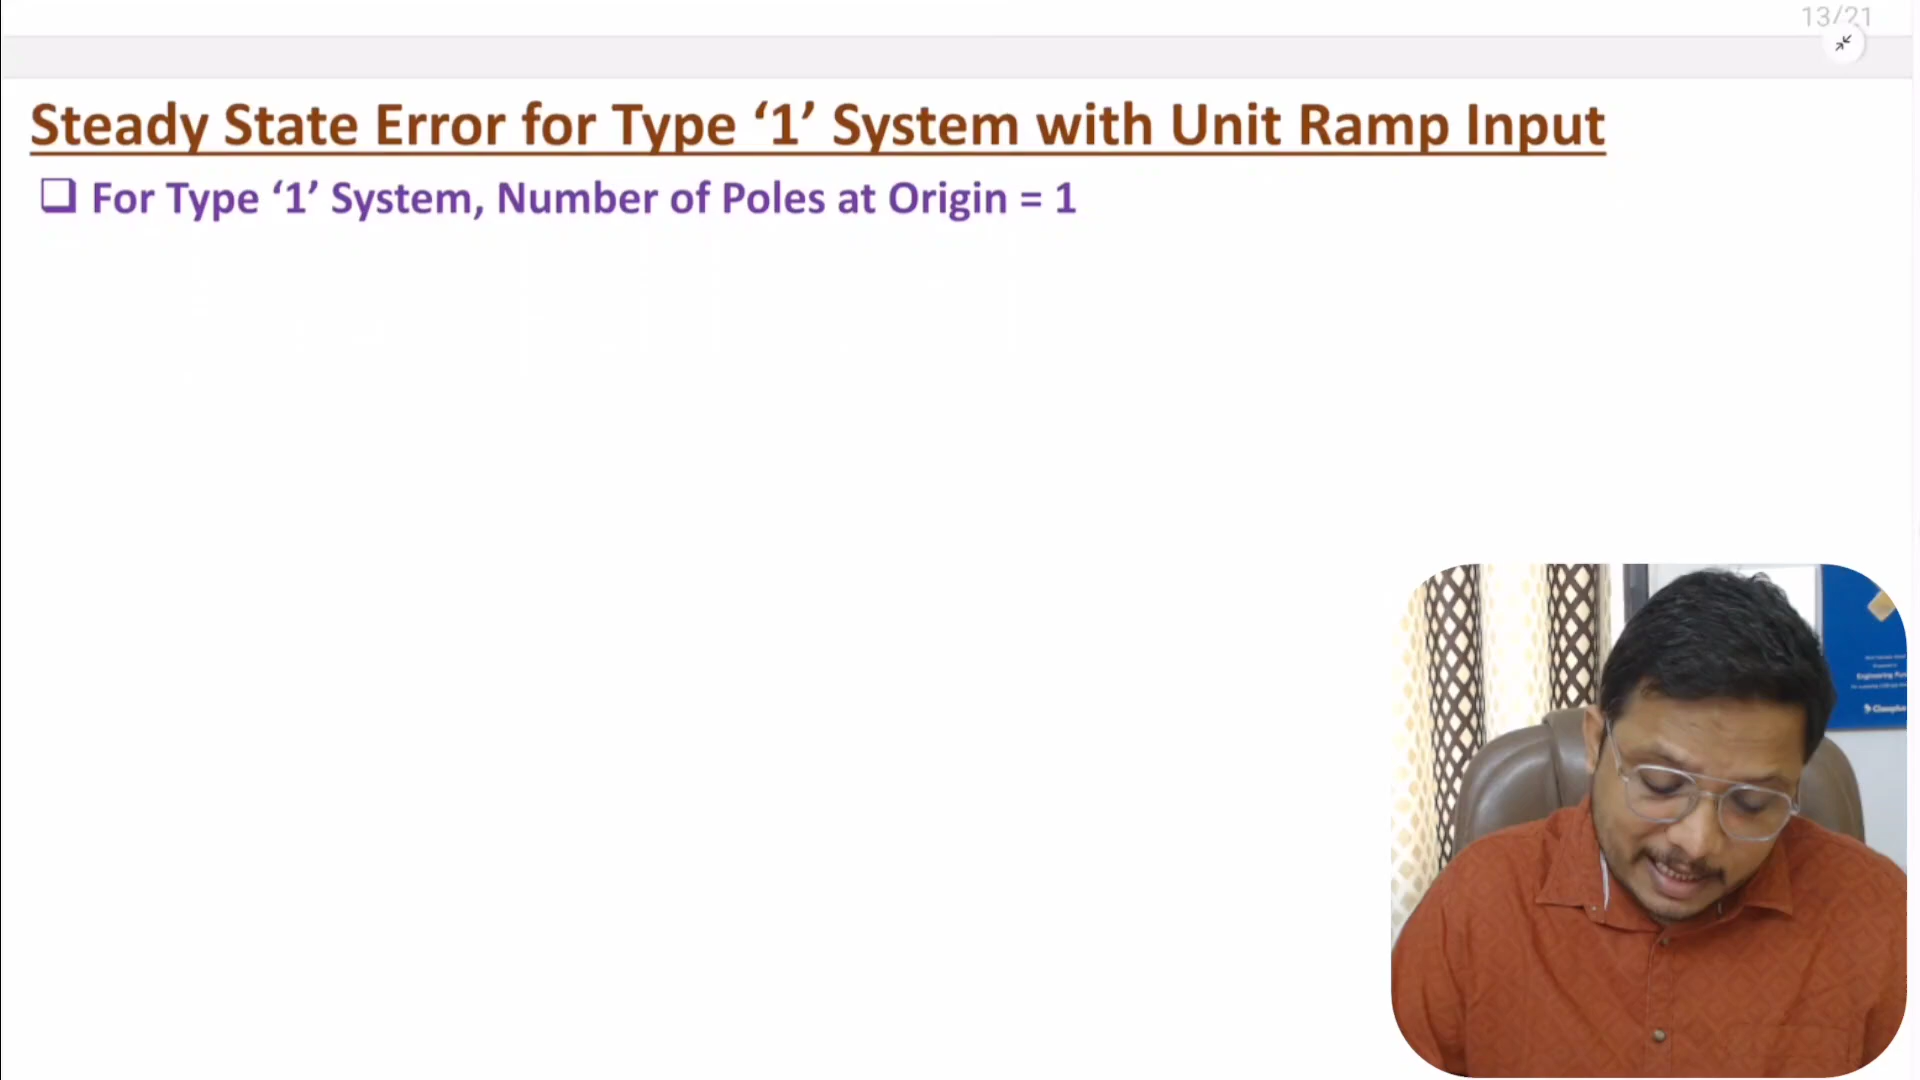 13/21
Steady State Error for Type ‘1’ System with Unit Ramp Input
❑ For Type ‘1’ System, Number of Poles at Origin = 1